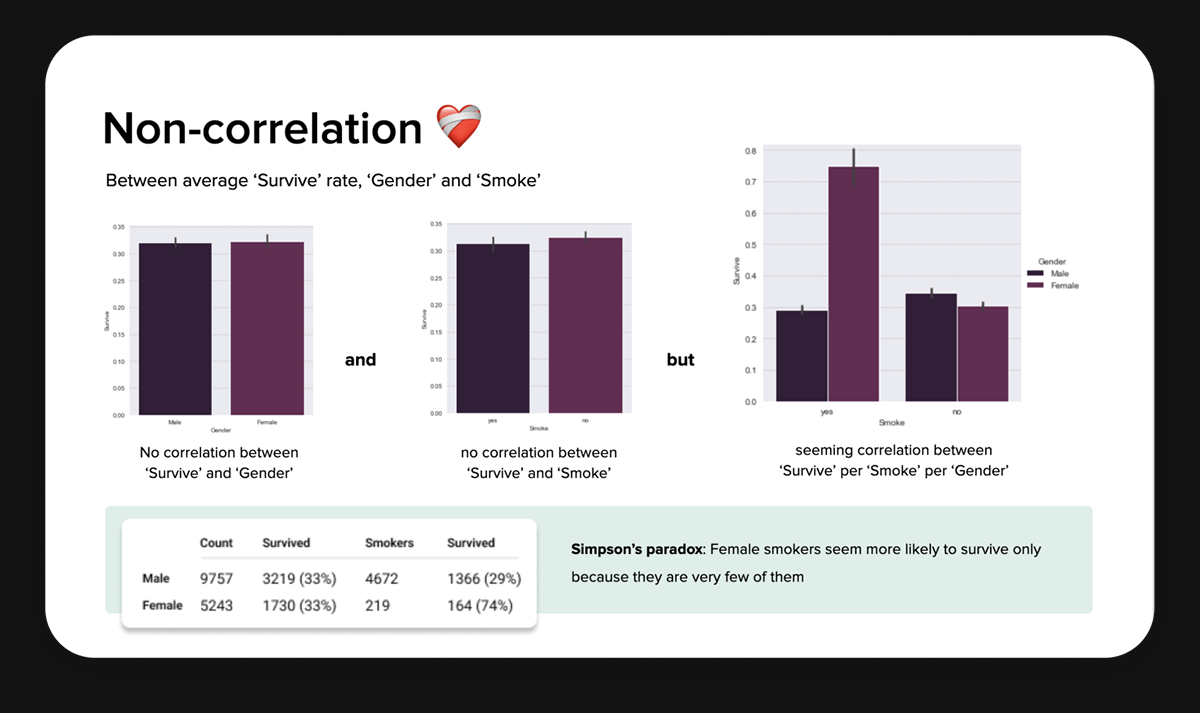 Non-correlation ❤️‍🩹
Between average ‘Survive’ rate, ‘Gender’ and ‘Smoke’
0.35
0.30
0.25
0.20
0.15
0.10
0.05
0.00
Survive
Male Female
Gender
No correlation between
‘Survive’ and ‘Gender’
and
0.35
0.30
0.25
0.20
0.15
0.10
0.05
0.00
Survive
yes no
Smoke
no correlation between
‘Survive’ and ‘Smoke’
but
0.8
0.7
0.6
0.5
0.4
0.3
0.2
0.1
0.0
Survive
yes no
Smoke
Gender
Male
Female
seeming correlation between
‘Survive’ per ‘Smoke’ per ‘Gender’
Count Survived Smokers Survived
Male 9757 3219 (33%) 4672 1366 (29%)
Female 5243 1730 (33%) 219 164 (74%)
Simpson’s paradox: Female smokers seem more likely to survive only
because they are very few of them